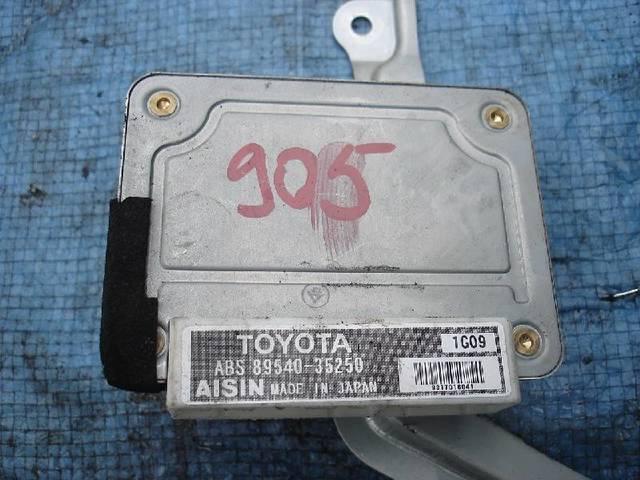 905
TOYOTA
ABS 89540-35250
1G09
AISIN MADE IN JAPAN